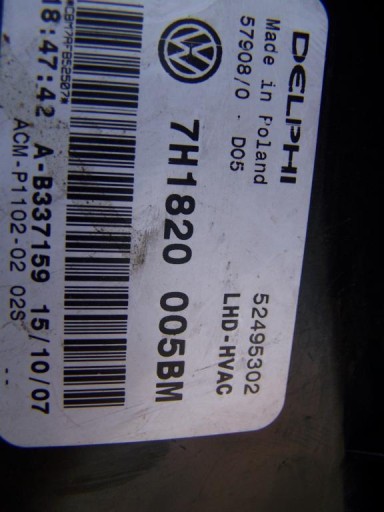 DELPHI
Made in Poland
57908/0 . D05
52495302
LHD-HVAC
7H1820 005BM
18:47:42 A-B337159 15/10/07
ACM-P1102-02 02S